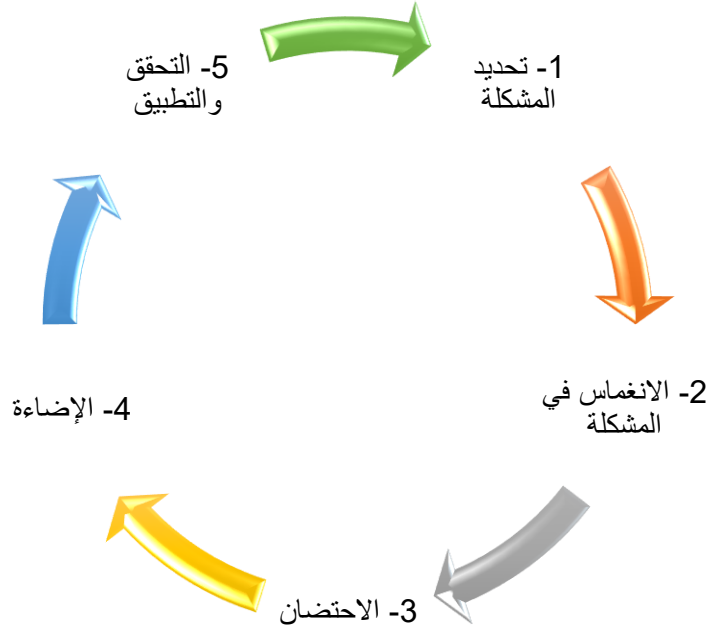 1- تحديد
المشكلة
2- الانغماس في
المشكلة
3- الاحتضان
4- الإضاءة
5- التحقق
والتطبيق